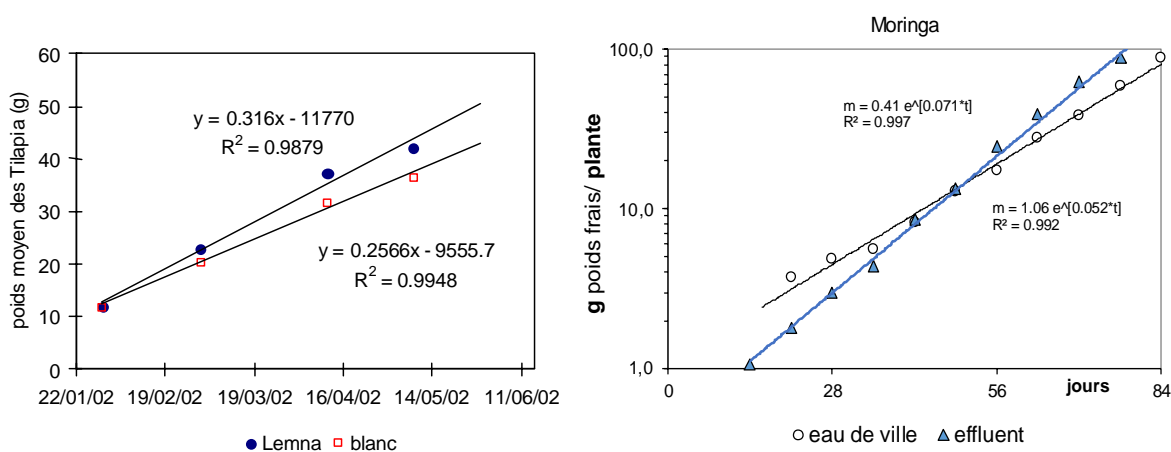 poids moyen des Tilapia (g)
60
50
40
30
20
10
0
y = 0.316x - 11770
R² = 0.9879
y = 0.2566x - 9555.7
R² = 0.9948
22/01/02 19/02/02 19/03/02 16/04/02 14/05/02 11/06/02
Lemna blanc
Moringa
g poids frais/ plante
100,0
10,0
1,0
m = 0.41 e^[0.071*t]
R² = 0.997
m = 1.06 e^[0.052*t]
R² = 0.992
0 28 56 jours 84
eau de ville effluent